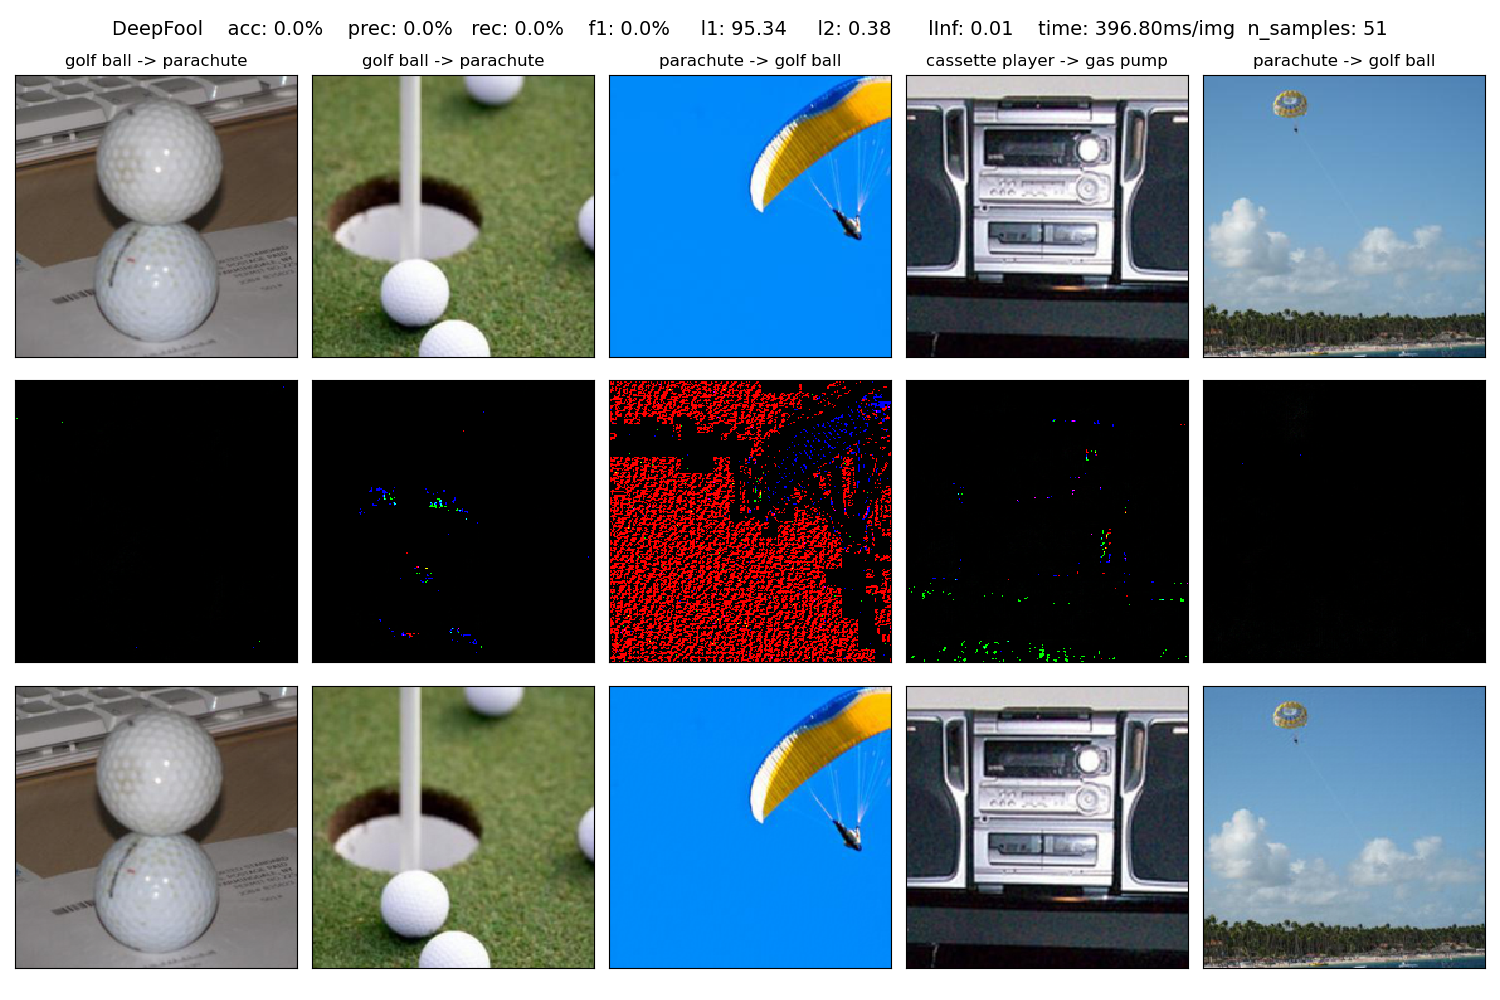 DeepFool acc: 0.0% prec: 0.0% rec: 0.0% f1: 0.0% l1: 95.34 l2: 0.38 lInf: 0.01 time: 396.80ms/img n_samples: 51
golf ball -> parachute
golf ball -> parachute
parachute -> golf ball
cassette player -> gas pump
parachute -> golf ball